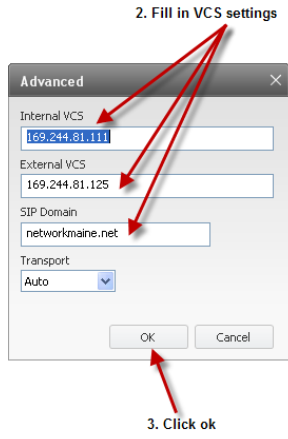 2. Fill in VCS settings
Advanced
Internal VCS
169.244.81.111
External VCS
169.244.81.125
SIP Domain
networkmaine.net
Transport
Auto
OK Cancel
3. Click ok